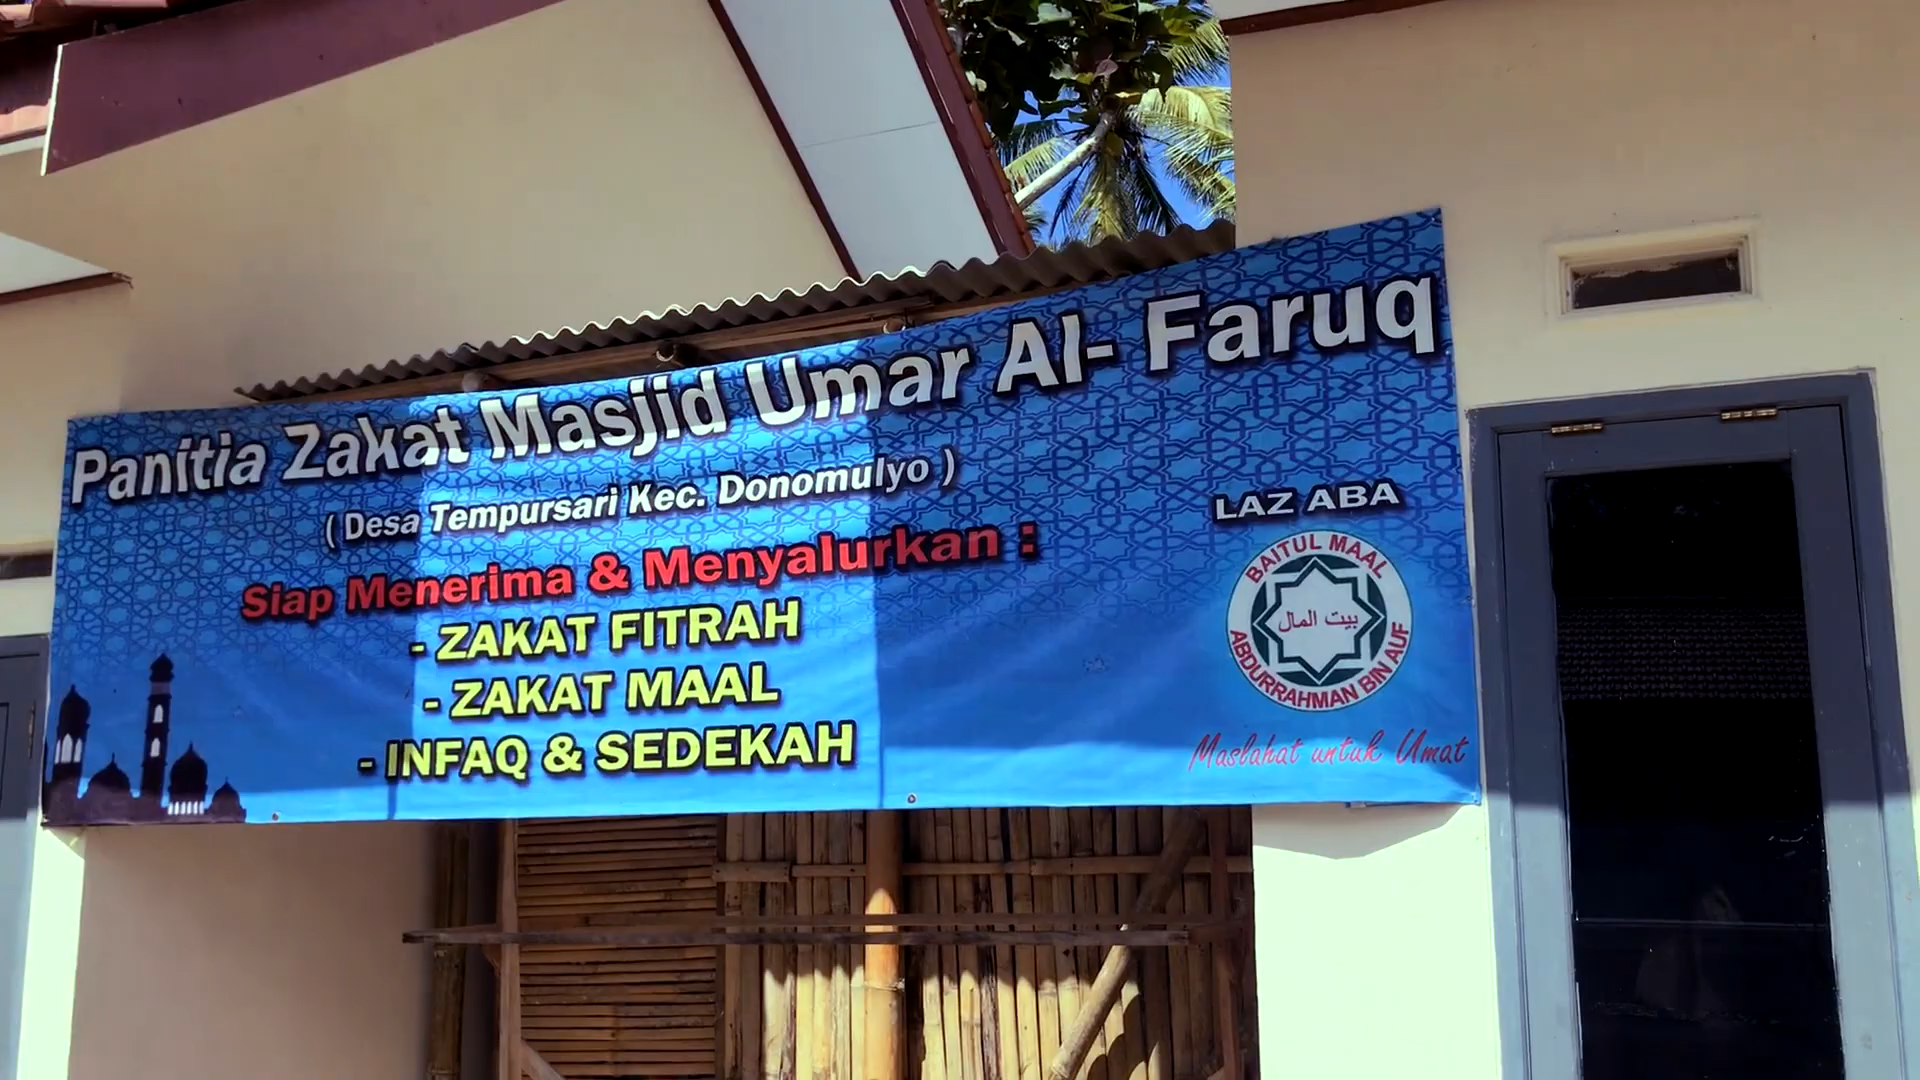 Panitia Zakat Masjid Umar Al- Faruq
( Desa Tempursari Kec. Donomulyo )
Siap Menerima & Menyalurkan :
- ZAKAT FITRAH
- ZAKAT MAAL
- INFAQ & SEDEKAH
LAZ ABA
BAITUL MAAL
بيت المال
ABDURRAHMAN BIN AUF
Maslahat untuk Umat